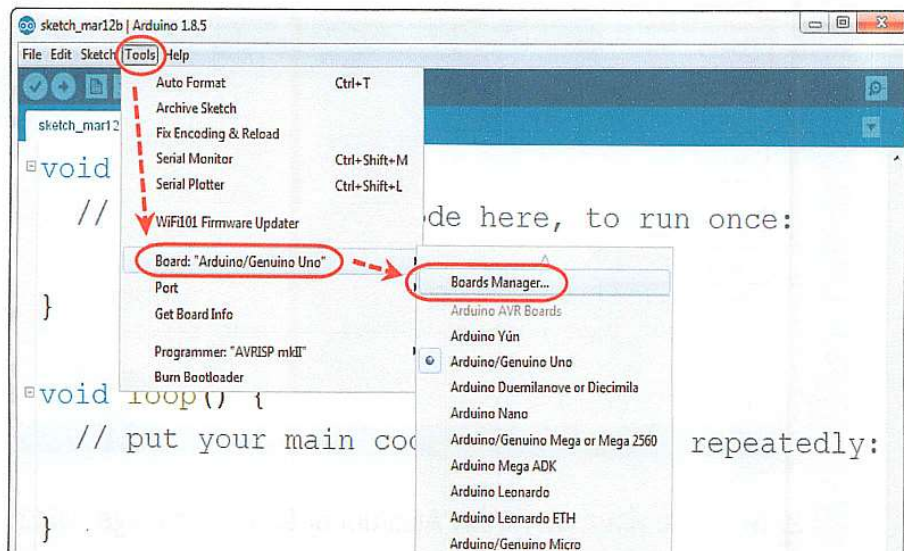 sketch_mar12b | Arduino 1.8.5
File Edit Sketch Tools Help
sketch_mar12
Auto Format Ctrl+T
Archive Sketch
Fix Encoding & Reload
Serial Monitor Ctrl+Shift+M
Serial Plotter Ctrl+Shift+L
WiFi101 Firmware Updater
Board: "Arduino/Genuino Uno"
Port
Get Board Info
Programmer: "AVRISP mkII"
Burn Bootloader
Boards Manager...
Arduino AVR Boards
Arduino Yún
Arduino/Genuino Uno
Arduino Duemilanove or Diecimila
Arduino Nano
Arduino/Genuino Mega or Mega 2560
Arduino Mega ADK
Arduino Leonardo
Arduino Leonardo ETH
Arduino/Genuino Micro
void
// de here, to run once:
}
void loop() {
// put your main cod repeatedly:
}